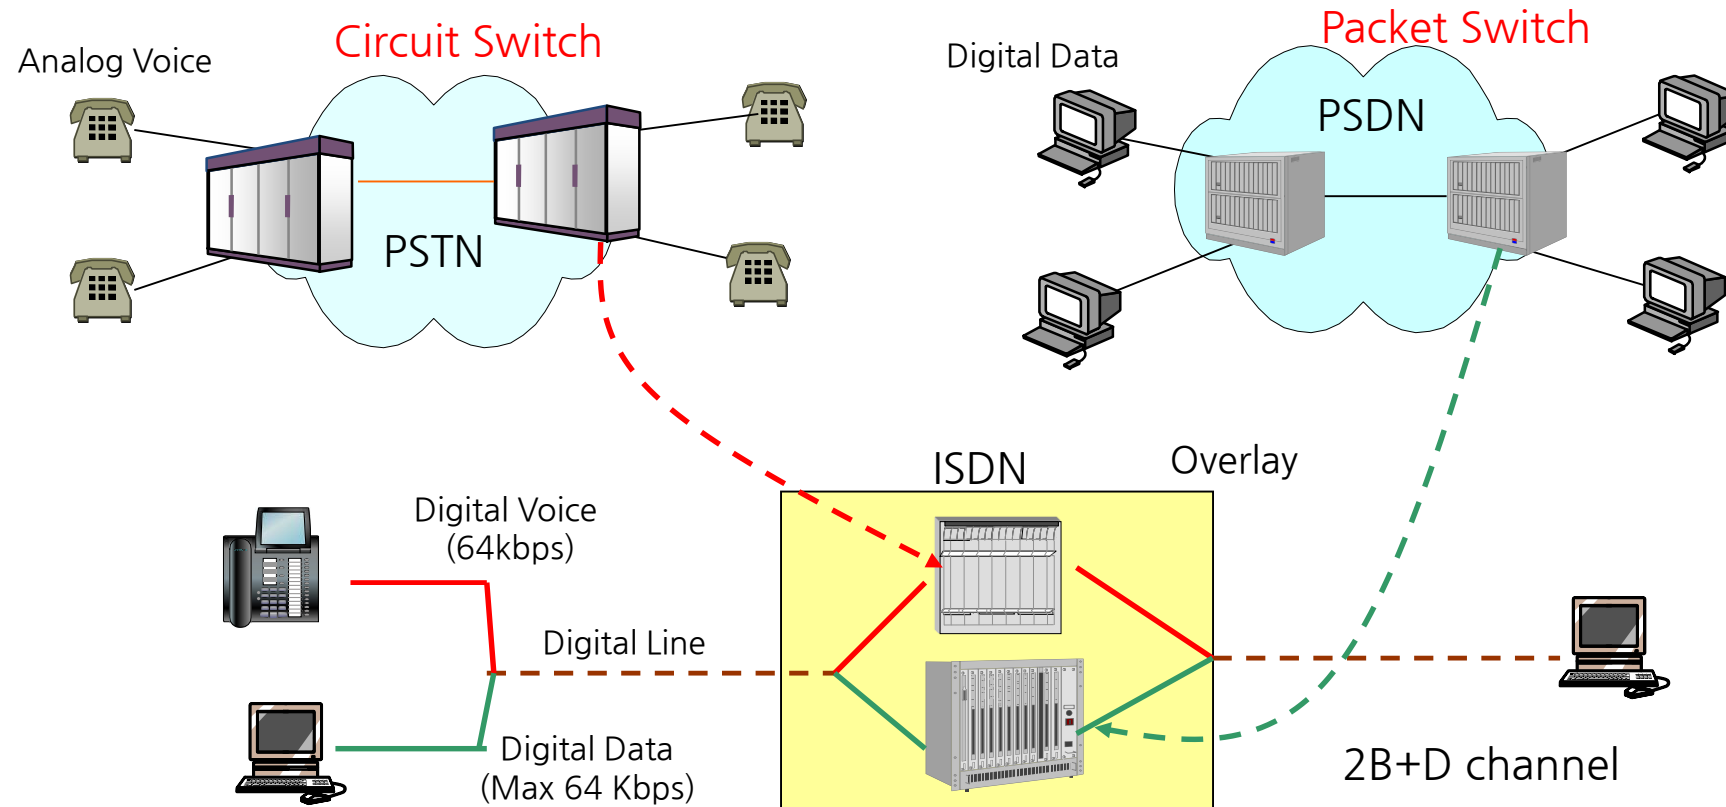 Circuit Switch
Packet Switch
Analog Voice
Digital Data
PSDN
PSTN
ISDN
Overlay
Digital Voice
(64kbps)
Digital Line
Digital Data
(Max 64 Kbps)
2B+D channel